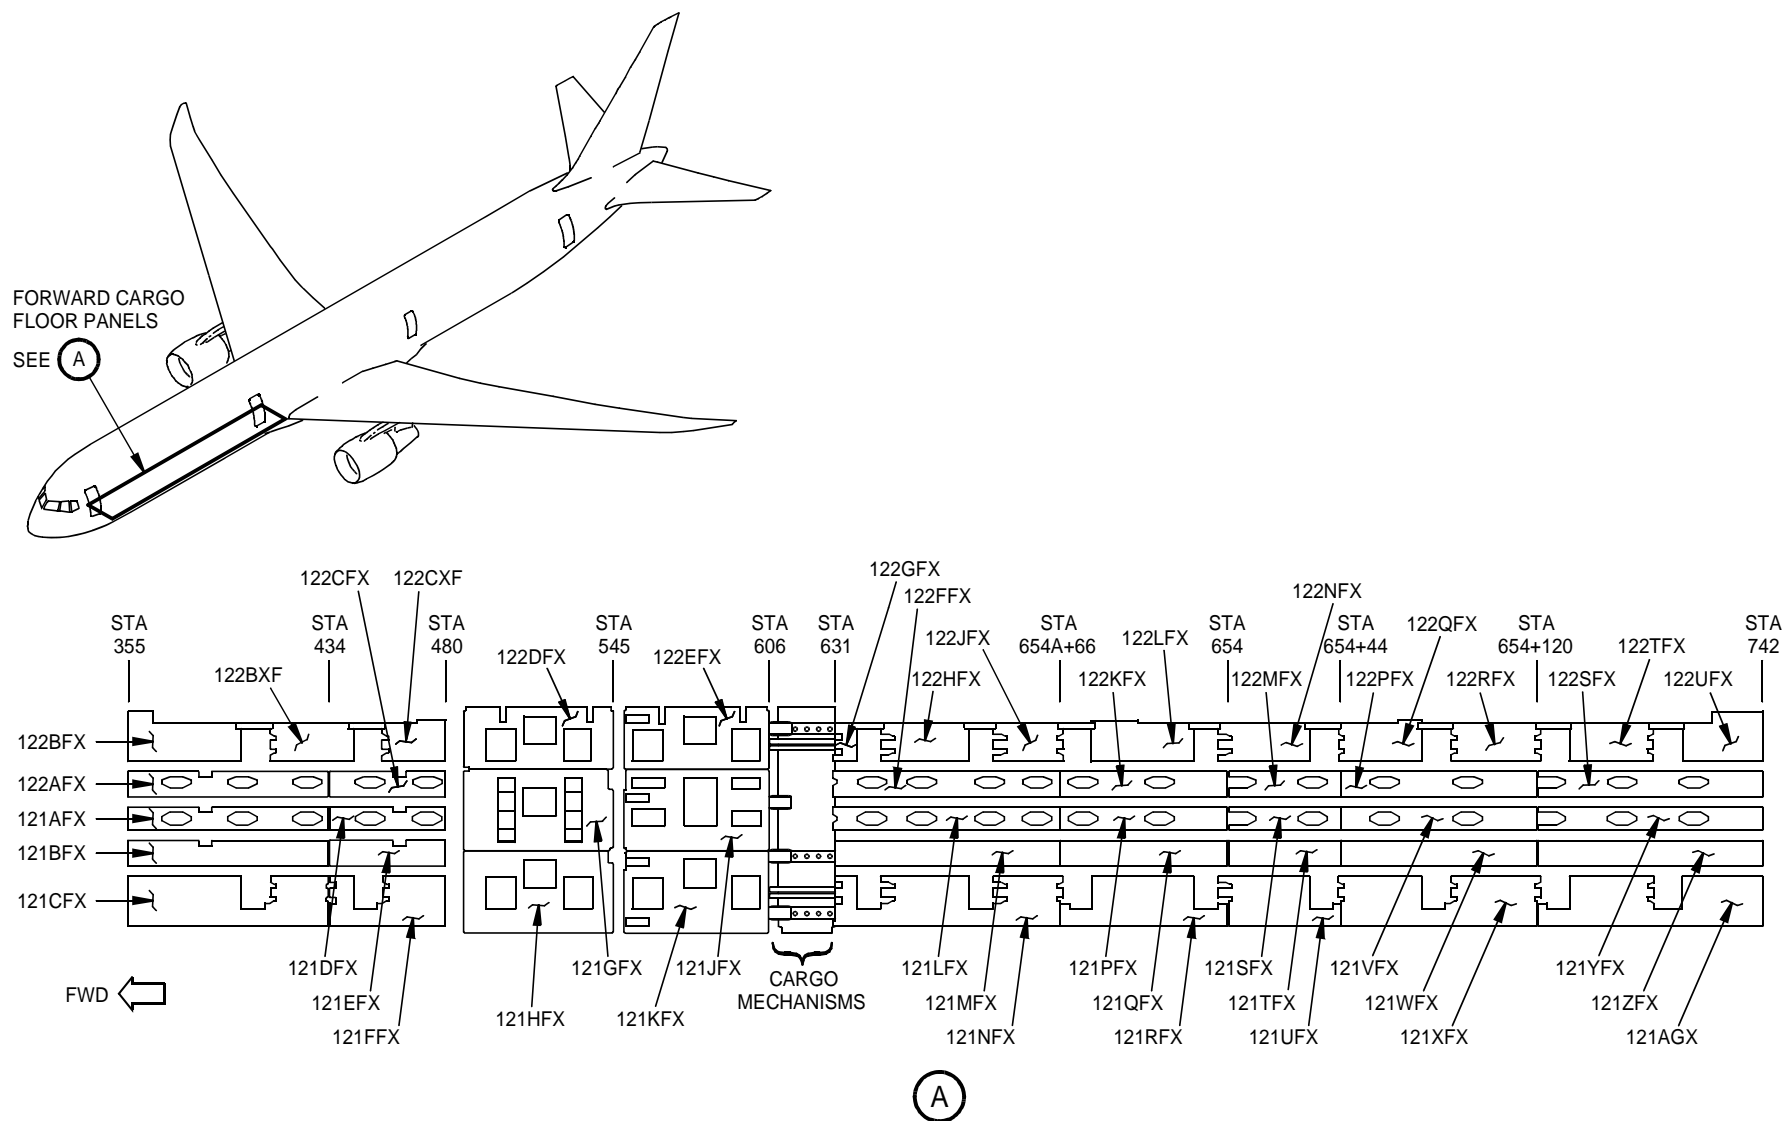 FORWARD CARGO
FLOOR PANELS
SEE A
122CFX 122CXF
122GFX
122FFX
122NFX
STA
355
STA
434
STA
480
STA
545
STA
606
STA
631
STA
654A+66
STA
654
STA
654+44
STA
654+120
STA
742
122BXF
122DFX
122EFX
122JFX
122HFX
122LFX
122KFX
122MFX
122QFX
122PFX
122RFX
122TFX
122SFX
122UFX
122BFX
122AFX
121AFX
121BFX
121CFX
FWD
121DFX
121EFX
121FFX
121GFX
121HFX
121JFX
121KFX
CARGO
MECHANISMS
121LFX
121MFX
121NFX
121PFX
121QFX
121RFX
121SFX
121TFX
121UFX
121VFX
121WFX
121XFX
121YFX
121ZFX
121AGX
A